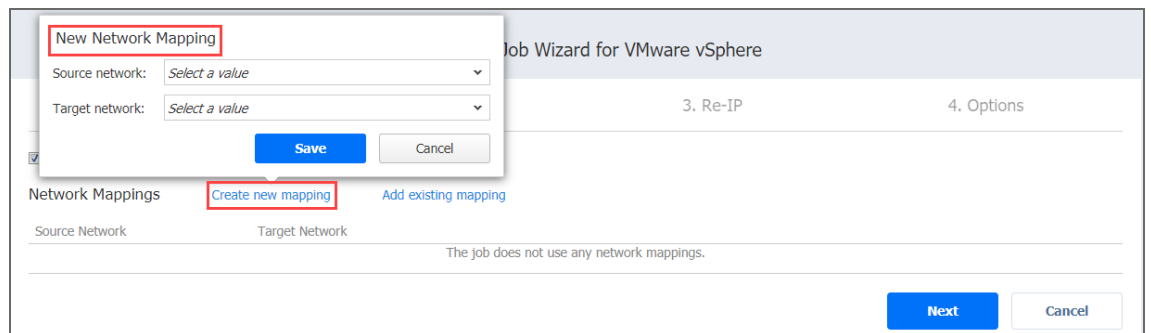 New Network Mapping
Job Wizard for VMware vSphere
Source network: Select a value
Target network: Select a value
3. Re-IP 4. Options
Save Cancel
Network Mappings Create new mapping Add existing mapping
Source Network Target Network
The job does not use any network mappings.
Next Cancel